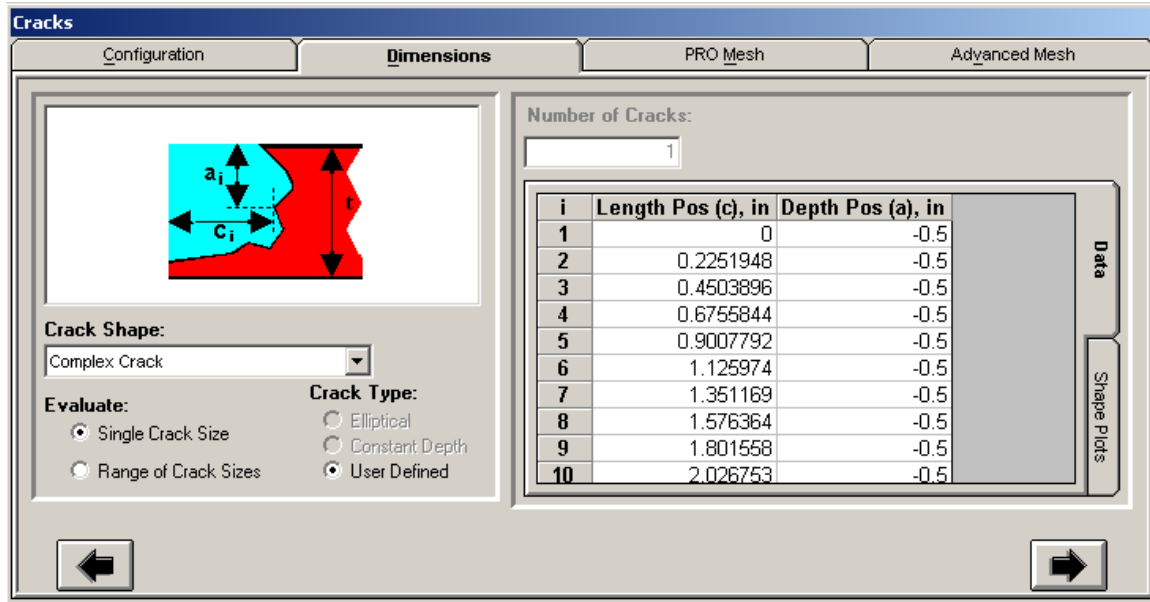 Cracks
Configuration Dimensions PRO Mesh Advanced Mesh
ai
t
ci
Crack Shape:
Complex Crack
Evaluate:
Single Crack Size
Range of Crack Sizes
Crack Type:
Elliptical
Constant Depth
User Defined
Number of Cracks:
1
i Length Pos (c), in Depth Pos (a), in
1 0 -0.5
2 0.2251948 -0.5
3 0.4503896 -0.5
4 0.6755844 -0.5
5 0.9007792 -0.5
6 1.125974 -0.5
7 1.351169 -0.5
8 1.576364 -0.5
9 1.801558 -0.5
10 2.026753 -0.5
Data
Shape Plots